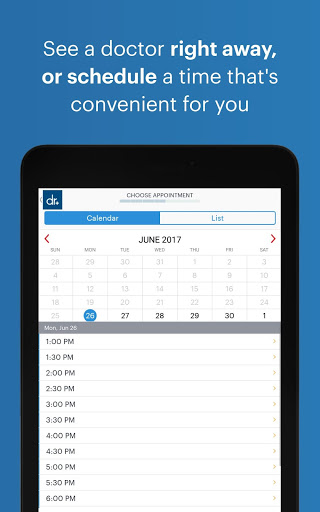 See a doctor right away,
or schedule a time that's
convenient for you
dr+
CHOOSE APPOINTMENT
Calendar List
JUNE 2017
SUN MON TUE WED THU FRI SAT
28 29 30 31 1 2 3
4 5 6 7 8 9 10
11 12 13 14 15 16 17
18 19 20 21 22 23 24
25 26 27 28 29 30 1
Mon, Jun 26
1:00 PM
1:30 PM
2:00 PM
2:30 PM
3:00 PM
3:30 PM
4:00 PM
4:30 PM
5:00 PM
5:30 PM
6:00 PM